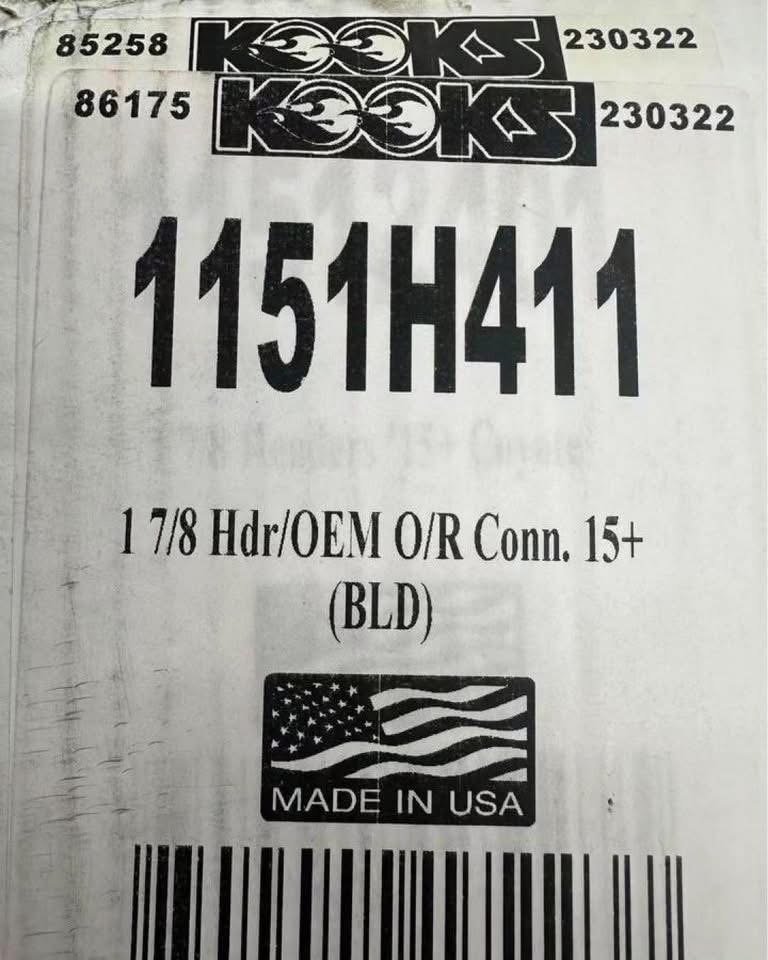 85258 KOOKS 230322
86175 KOOKS 230322
1151H411
1 7/8 Hdr/OEM O/R Conn. 15+
(BLD)
MADE IN USA